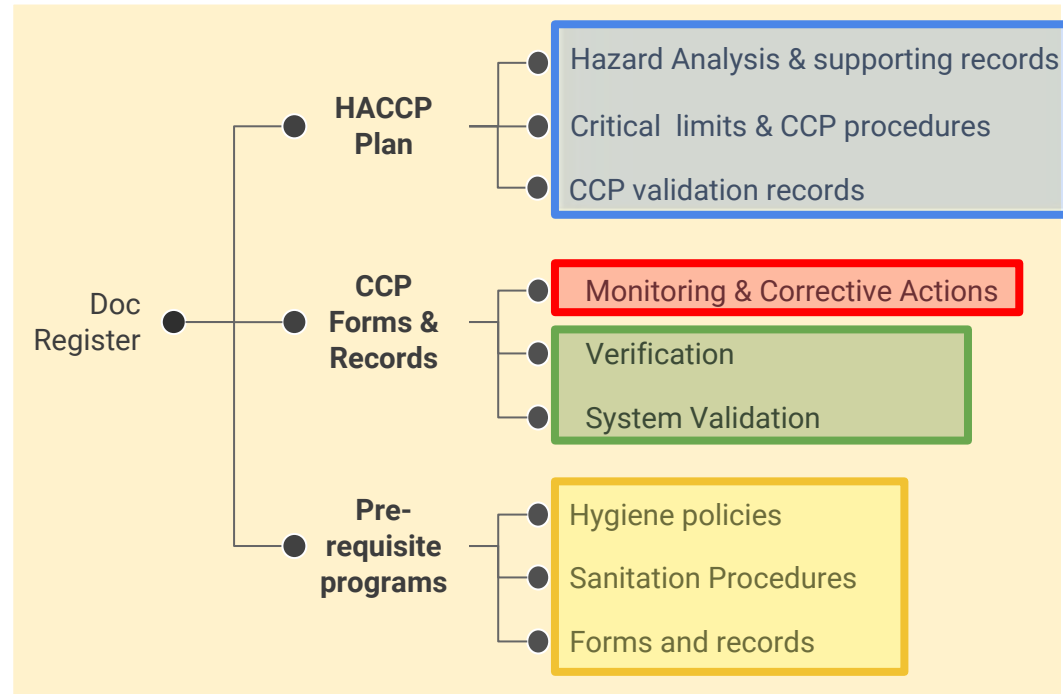 Doc
Register
HACCP
Plan
Hazard Analysis & supporting records
Critical limits & CCP procedures
CCP validation records
CCP
Forms &
Records
Monitoring & Corrective Actions
Verification
System Validation
Pre-
requisite
programs
Hygiene policies
Sanitation Procedures
Forms and records